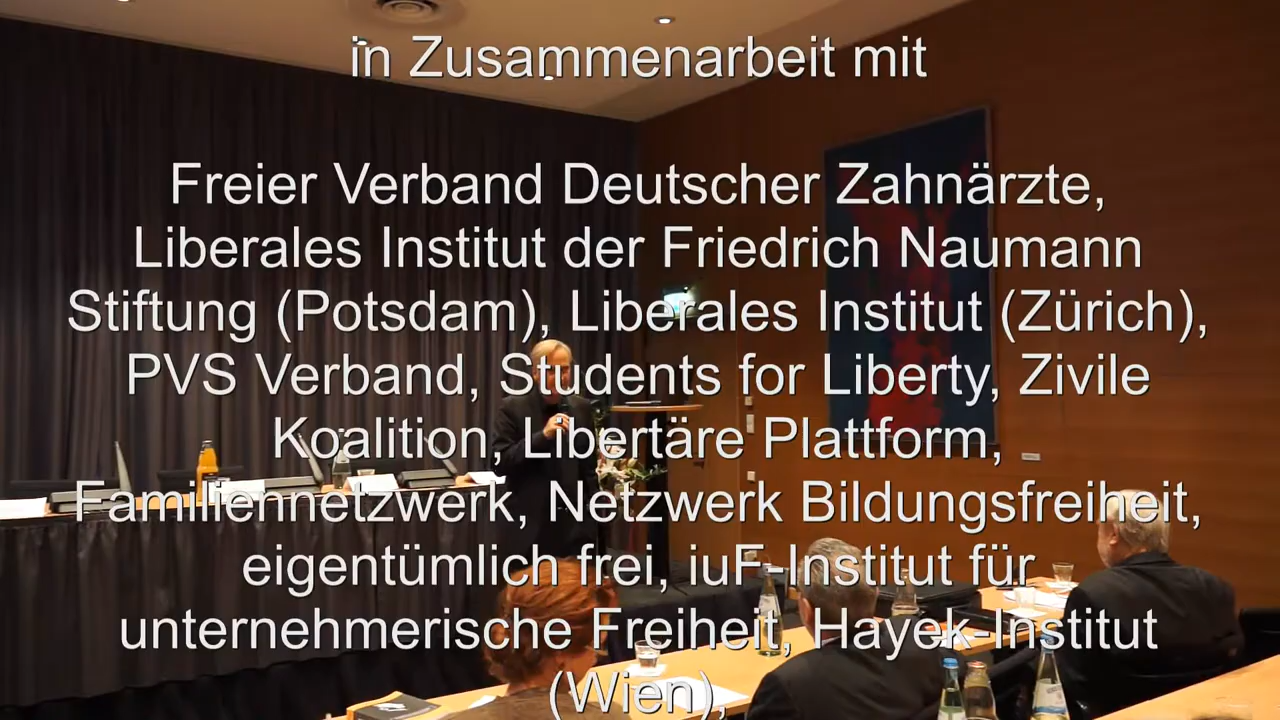 in Zusammenarbeit mit
Freier Verband Deutscher Zahnärzte,
Liberales Institut der Friedrich Naumann
Stiftung (Potsdam), Liberales Institut (Zürich),
PVS Verband, Students for Liberty, Zivile
Koalition, Libertäre Plattform,
Familiennetzwerk, Netzwerk Bildungsfreiheit,
eigentümlich frei, iuF-Institut für
unternehmerische Freiheit, Hayek-Institut
(Wien),